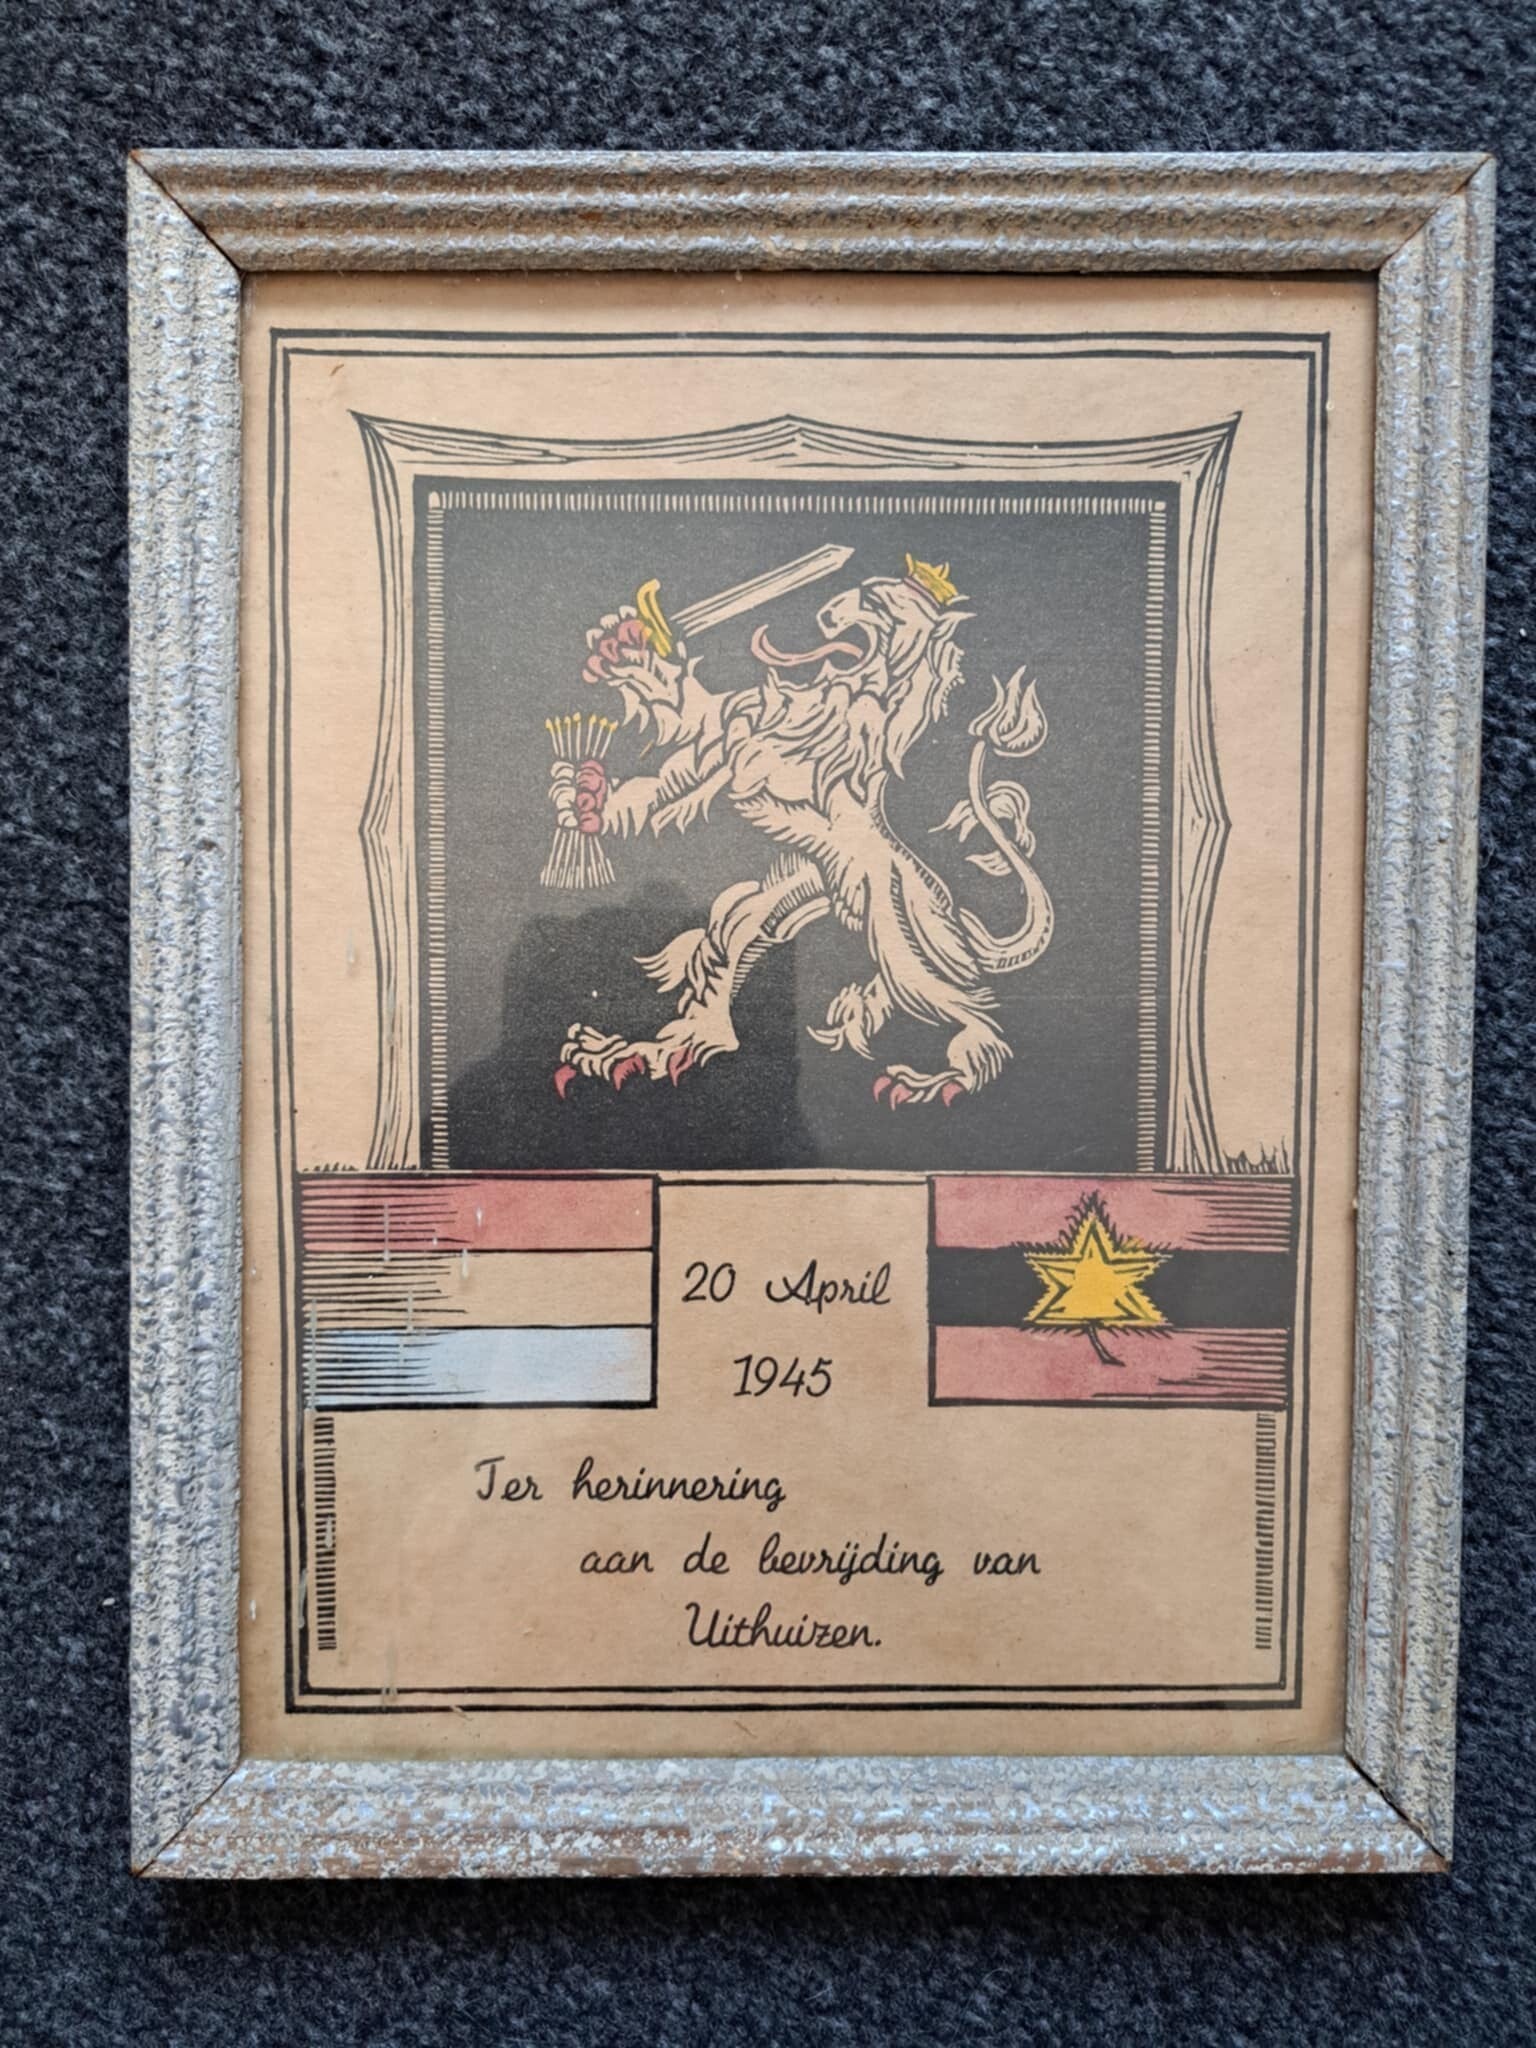 20 April
1945
Ter herinnering
aan de bevrijding van
Uithuizen.